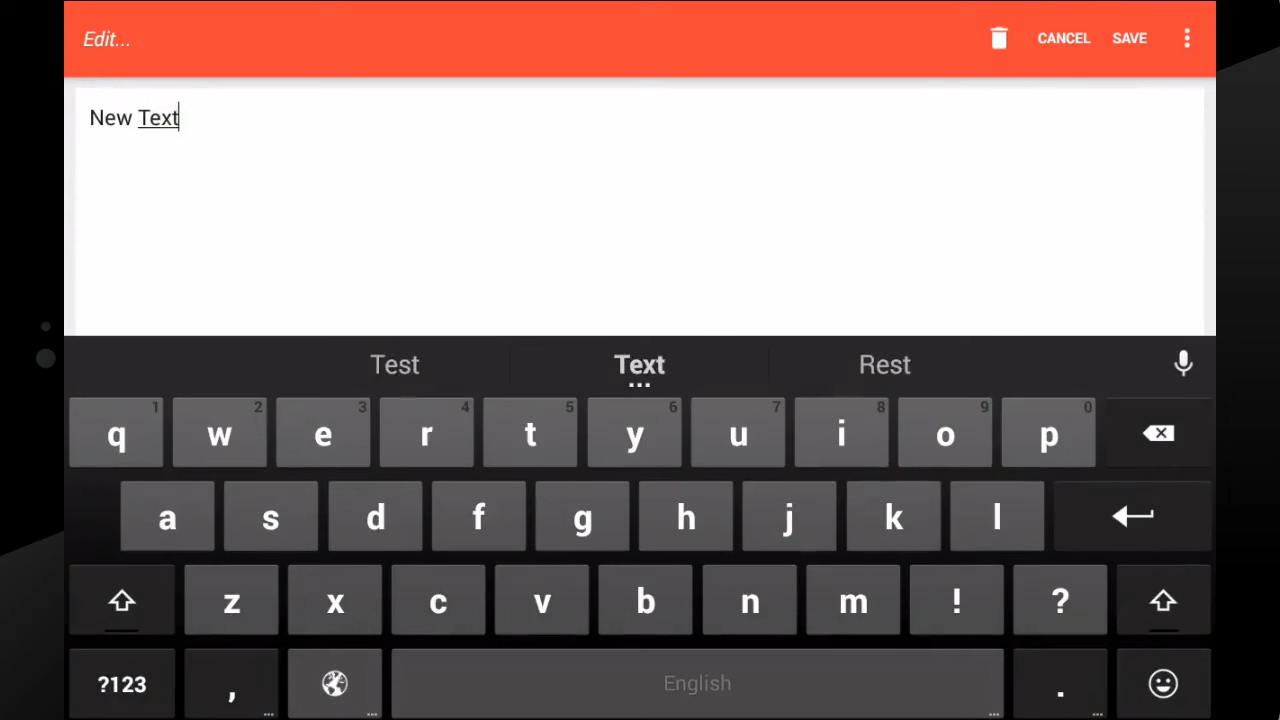 Edit...
CANCEL
SAVE
New Text
Test
Text
Rest
q 1
w 2
e 3
r 4
t 5
y 6
u 7
i 8
o 9
p 0
a s d f g h j k l
z x c v b n m ! ?
?123 , English .